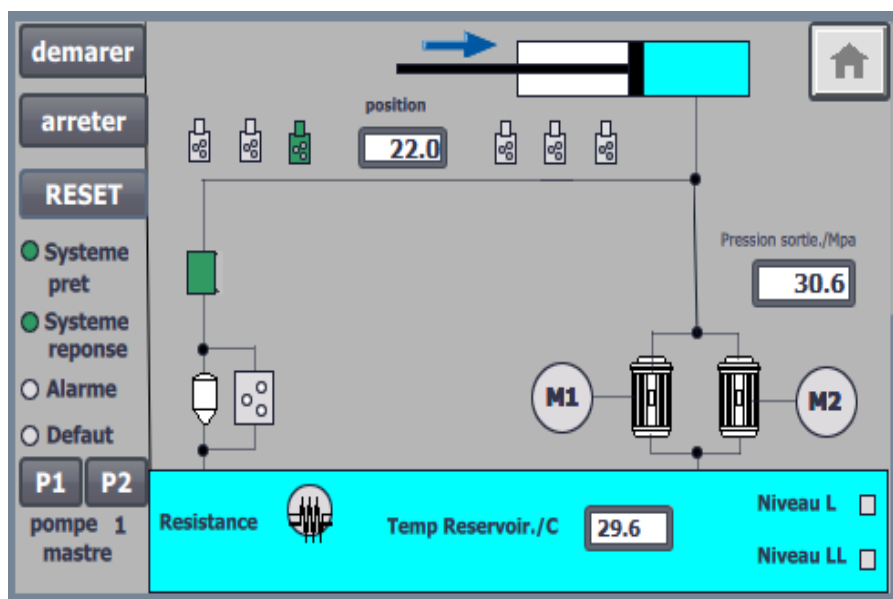 demarer
arreter
RESET
Systeme
pret
Systeme
reponse
Alarme
Defaut
P1 P2
pompe 1
mastre
position
22.0
Pression sortie./Mpa
30.6
M1
M2
Resistance
Temp Reservoir./C
29.6
Niveau L
Niveau LL